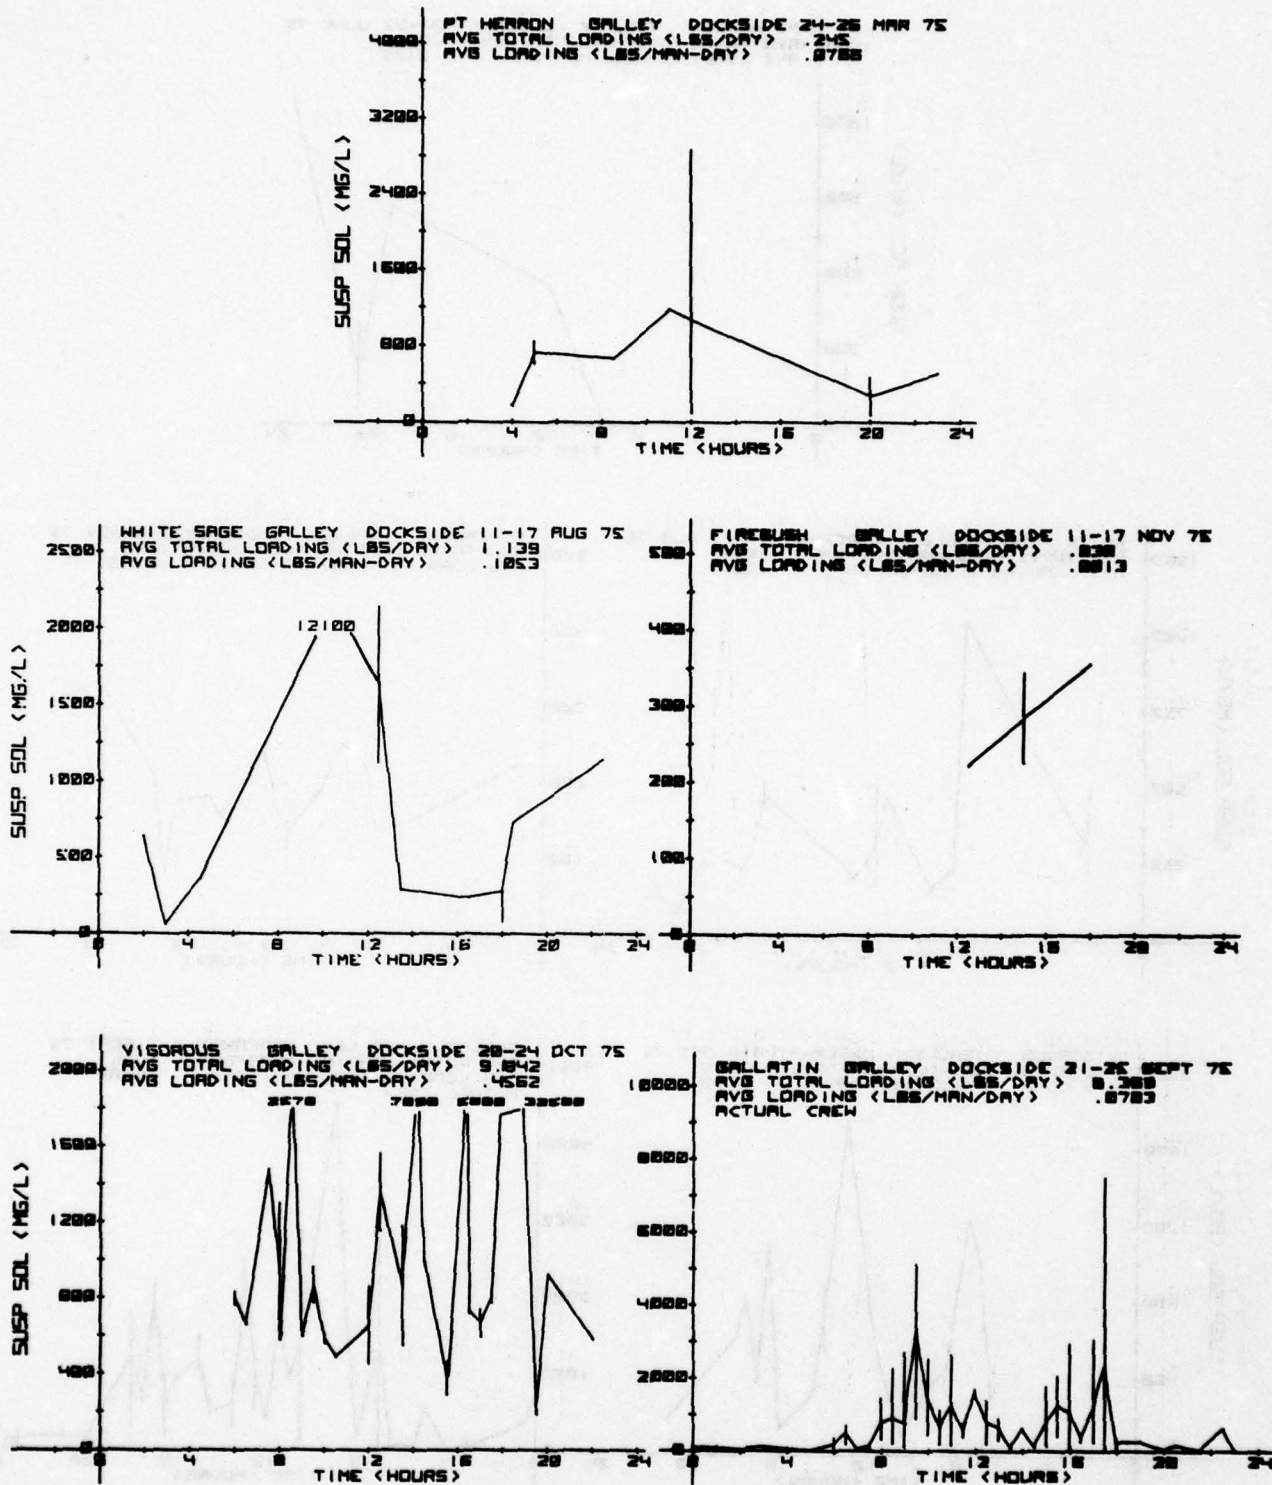 PT HERRON GALLEY DOCKSIDE 24-26 MAR 75
AVG TOTAL LOADING <LBS/DAY> .245
AVG LOADING <LBS/MAN-DAY>
4000
3200
2400
1600
800
0
SUSP SOL <MG/L>
0 4 8 12 16 20 24
TIME <HOURS>
WHITE SAGE GALLEY DOCKSIDE 11-17 AUG 75
AVG TOTAL LOADING <LBS/DAY> 1.139
AVG LOADING <LBS/MAN-DAY> .1053
2500
2000
1500
1000
500
0
12100
SUSP SOL <MG/L>
0 4 8 12 16 20 24
TIME <HOURS>
FIREBUSH GALLEY DOCKSIDE 11-17 NOV 75
AVG TOTAL LOADING <LBS/DAY>
AVG LOADING <LBS/MAN-DAY> .0013
500
400
300
200
100
0
0 4 8 12 16 20 24
TIME <HOURS>
VIGOROUS GALLEY DOCKSIDE 20-24 OCT 75
AVG TOTAL LOADING <LBS/DAY> 9.842
AVG LOADING <LBS/MAN-DAY> .4562
2000
1600
1200
800
400
0
2570 7000
SUSP SOL <MG/L>
0 4 8 12 16 20 24
TIME <HOURS>
GALLATIN GALLEY DOCKSIDE 21-25 SEPT 75
AVG TOTAL LOADING <LBS/DAY>
AVG LOADING <LBS/MAN/DAY> .0703
ACTUAL CREW
10000
8000
6000
4000
2000
0
0 4 8 12 16 20 24
TIME <HOURS>